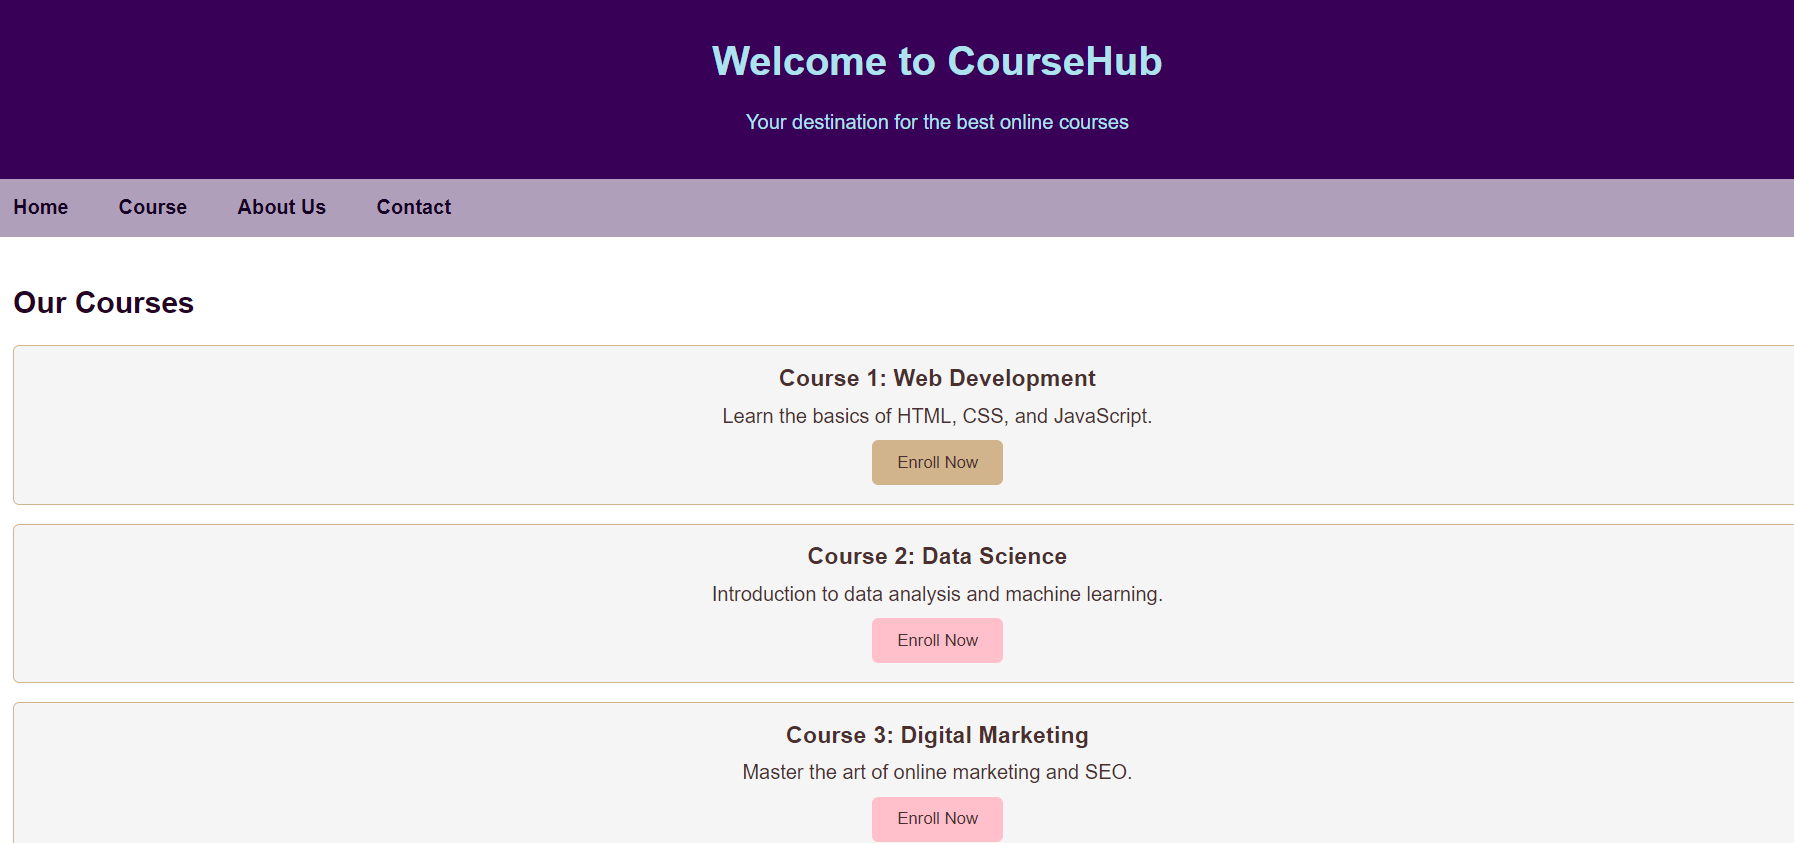 Welcome to CourseHub
Your destination for the best online courses
Home Course About Us Contact
Our Courses
Course 1: Web Development
Learn the basics of HTML, CSS, and JavaScript.
Enroll Now
Course 2: Data Science
Introduction to data analysis and machine learning.
Enroll Now
Course 3: Digital Marketing
Master the art of online marketing and SEO.
Enroll Now